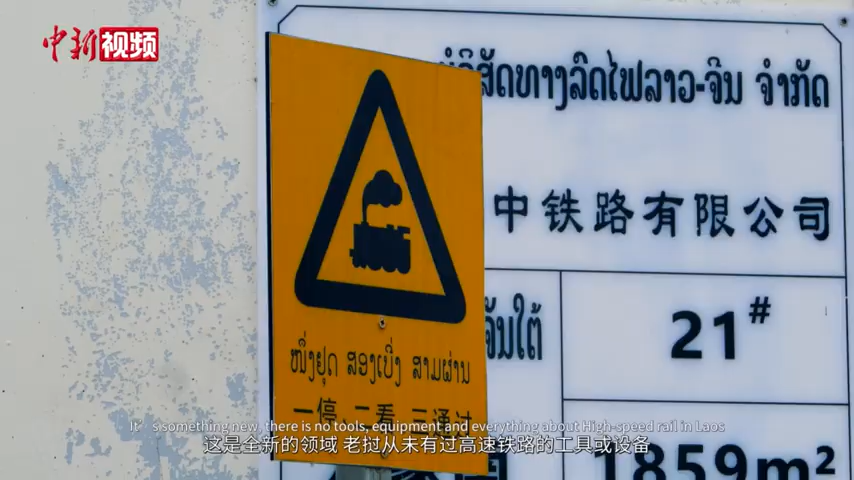 中新视频
ບໍລິສັດທາງລົດໄຟລາວ-ຈີນ ຈຳກັດ
中铁路有限公司
21#
ຈັນໃຕ້
ໜຶ່ງຢຸດ ສອງເບິ່ງ ສາມຜ່ານ
一停、二看、三通过
It’s something new, there is no tools, equipment and everything about High-speed rail in Laos
这是全新的领域 老挝从未有过高速铁路的工具或设备
1859m²